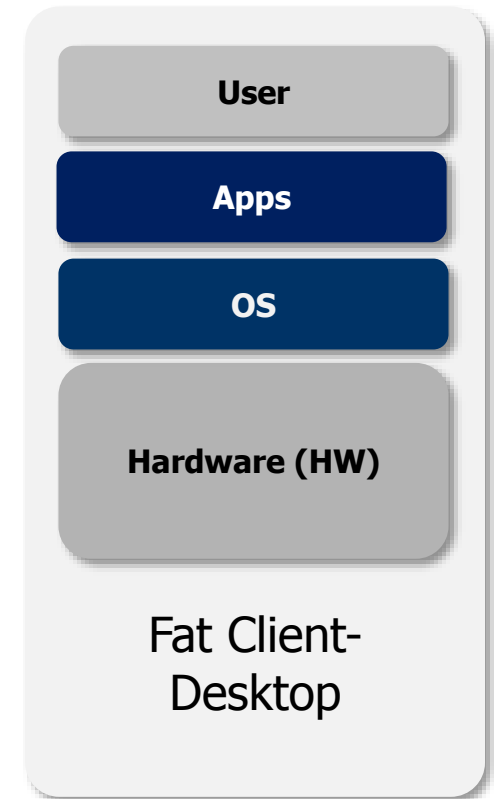 User
Apps
OS
Hardware (HW)
Fat Client-
Desktop